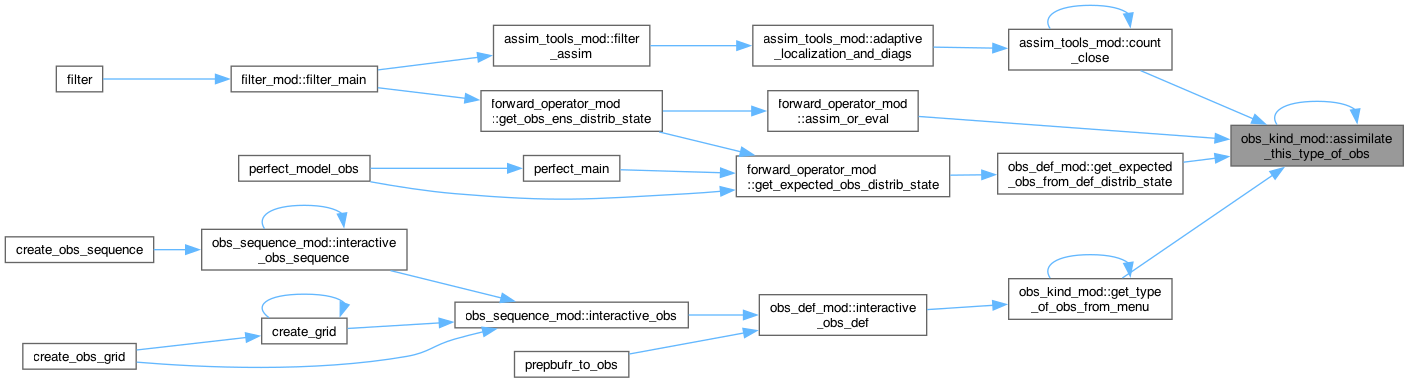 assim_tools_mod::filter
_assim
assim_tools_mod::adaptive
_localization_and_diags
assim_tools_mod::count
_close
filter
filter_mod::filter_main
forward_operator_mod
::get_obs_ens_distrib_state
forward_operator_mod
::assim_or_eval
obs_kind_mod::assimilate
_this_type_of_obs
perfect_model_obs
perfect_main
forward_operator_mod
::get_expected_obs_distrib_state
obs_def_mod::get_expected
_obs_from_def_distrib_state
create_obs_sequence
obs_sequence_mod::interactive
_obs_sequence
obs_kind_mod::get_type
_of_obs_from_menu
create_grid
obs_sequence_mod::interactive_obs
obs_def_mod::interactive
_obs_def
create_obs_grid
prepbufr_to_obs